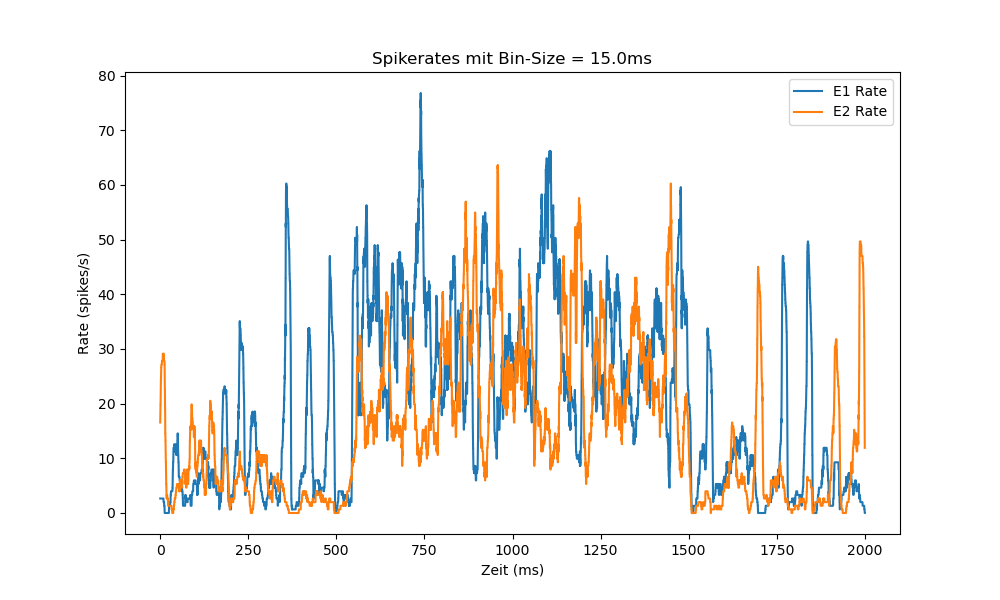 Spikerates mit Bin-Size = 15.0ms
E1 Rate
E2 Rate
80
70
60
50
40
30
20
10
0
Rate (spikes/s)
0 250 500 750 1000 1250 1500 1750 2000
Zeit (ms)